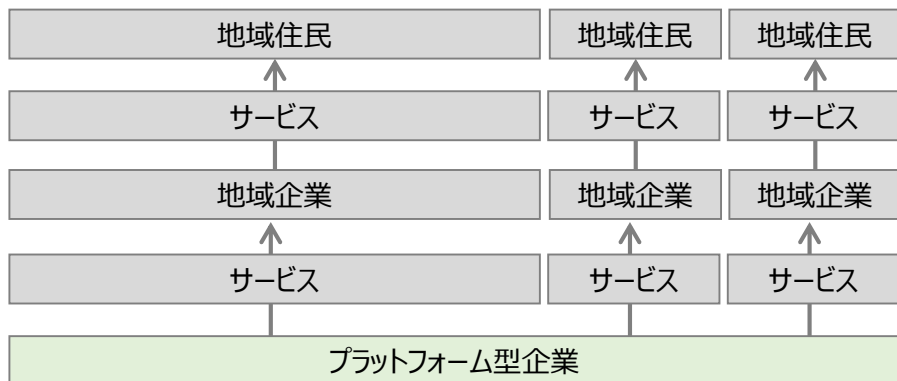 地域住民 地域住民 地域住民
サービス サービス サービス
地域企業 地域企業 地域企業
サービス サービス サービス
プラットフォーム型企業